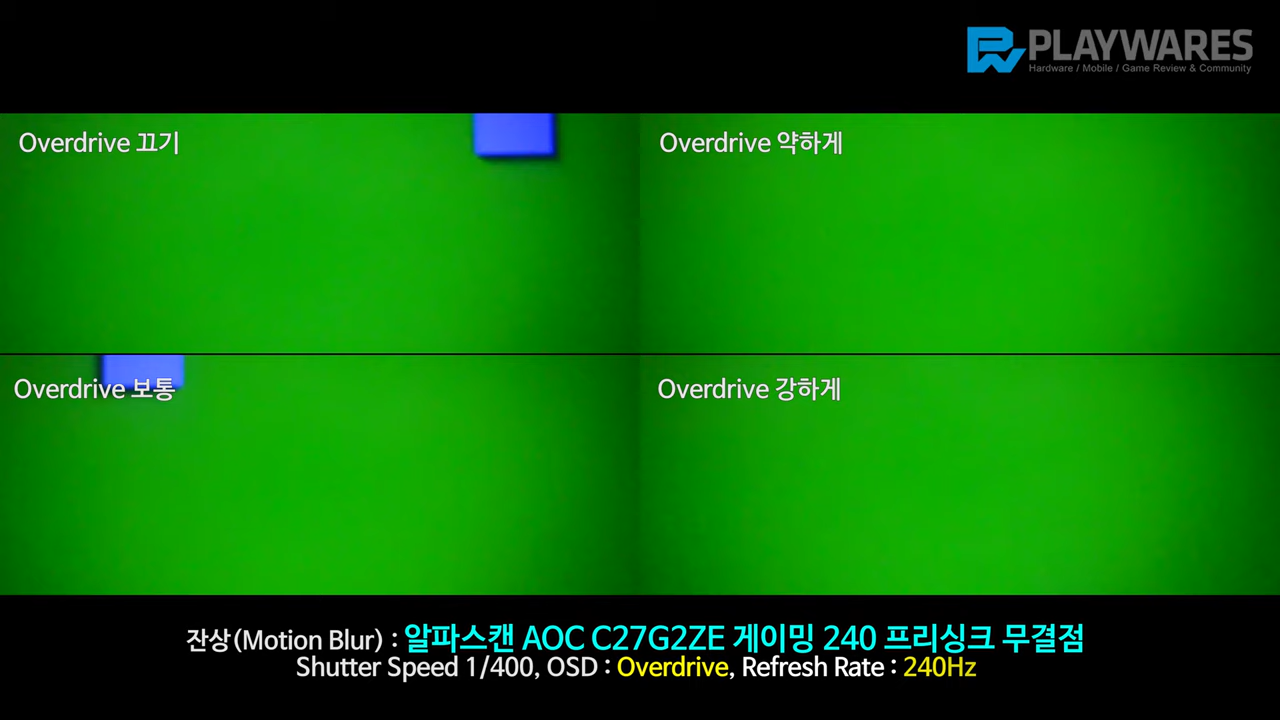 PLAYWARES
Hardware / Mobile / Game Review & Community
Overdrive 끄기
Overdrive 약하게
Overdrive 보통
Overdrive 강하게
잔상(Motion Blur) : 알파스캔 AOC C27G2ZE 게이밍 240 프리싱크 무결점
Shutter Speed 1/400, OSD : Overdrive, Refresh Rate : 240Hz